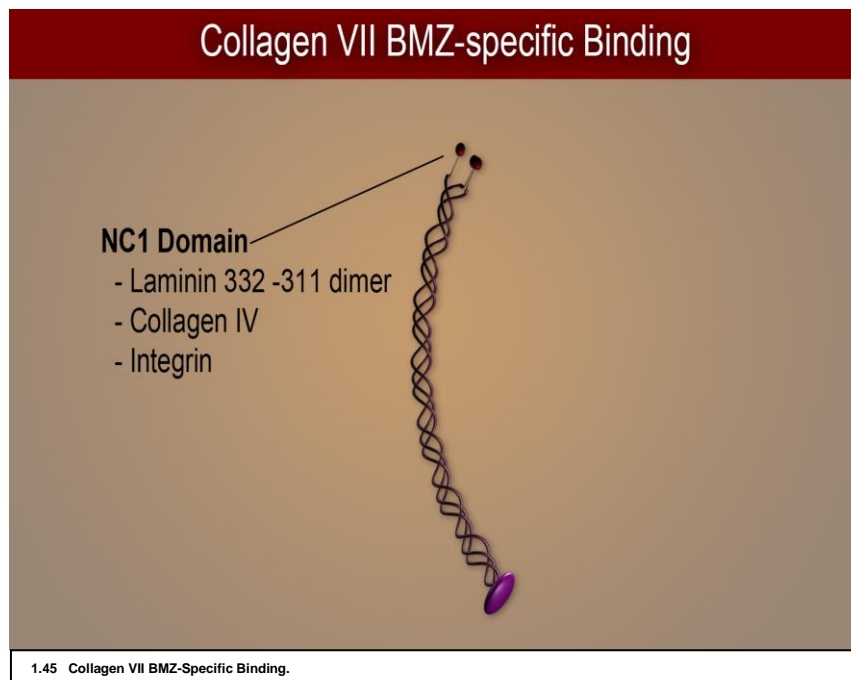 Collagen VII BMZ-specific Binding
NC1 Domain
- Laminin 332 -311 dimer
- Collagen IV
- Integrin
1.45 Collagen VII BMZ-Specific Binding.